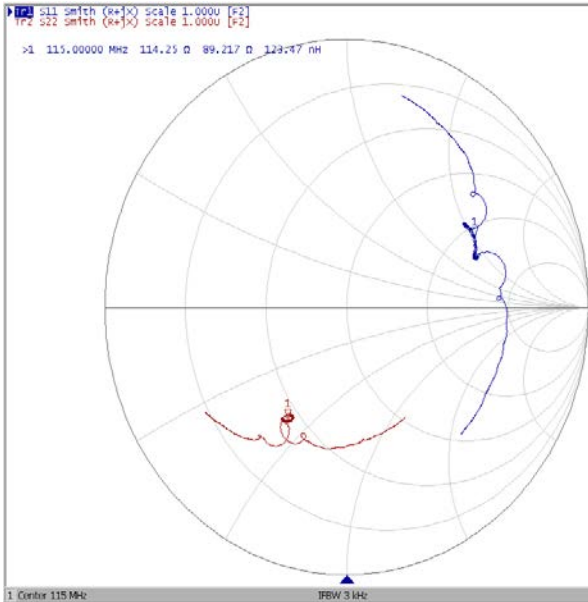 Tr1 S11 Smith (R+jX) Scale 1.000U [F2]
Tr2 S22 Smith (R+jX) Scale 1.000U [F2]
>1 115.00000 MHz 114.25 Ω 89.217 Ω 123.47 nH
1
1
1 Center 115 MHz IFBW 3 kHz